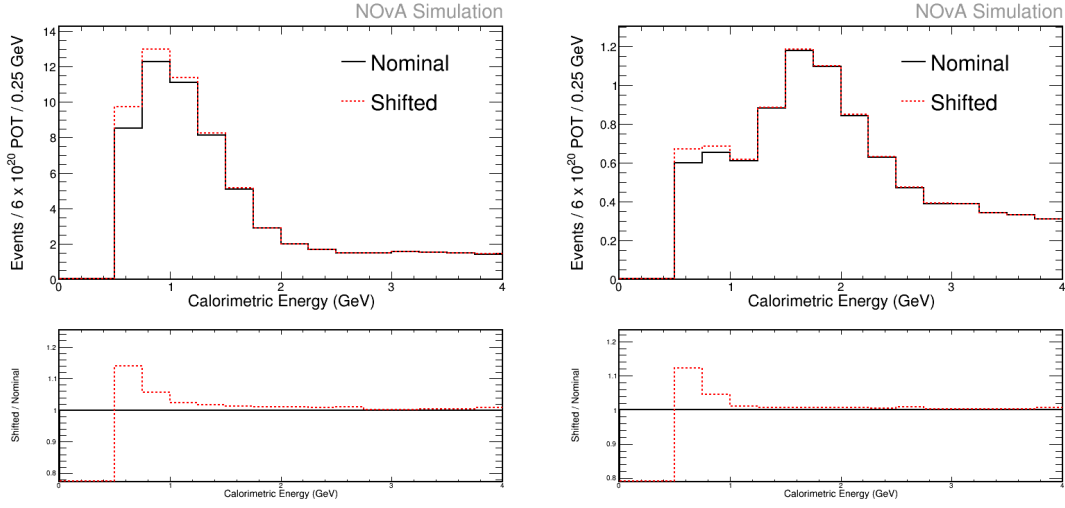 NOvA Simulation
Events / 6 x 10²⁰ POT / 0.25 GeV
14
12
10
8
6
4
2
0
Nominal
Shifted
0 1 2 3 4
Calorimetric Energy (GeV)
Shifted / Nominal
1.2
1.1
1
0.9
0.8
0 1 2 3 4
Calorimetric Energy (GeV)
NOvA Simulation
Events / 6 x 10²⁰ POT / 0.25 GeV
1.2
1.0
0.8
0.6
0.4
0.2
0
Nominal
Shifted
0 1 2 3 4
Calorimetric Energy (GeV)
Shifted / Nominal
1.2
1.1
1
0.9
0.8
0 1 2 3 4
Calorimetric Energy (GeV)